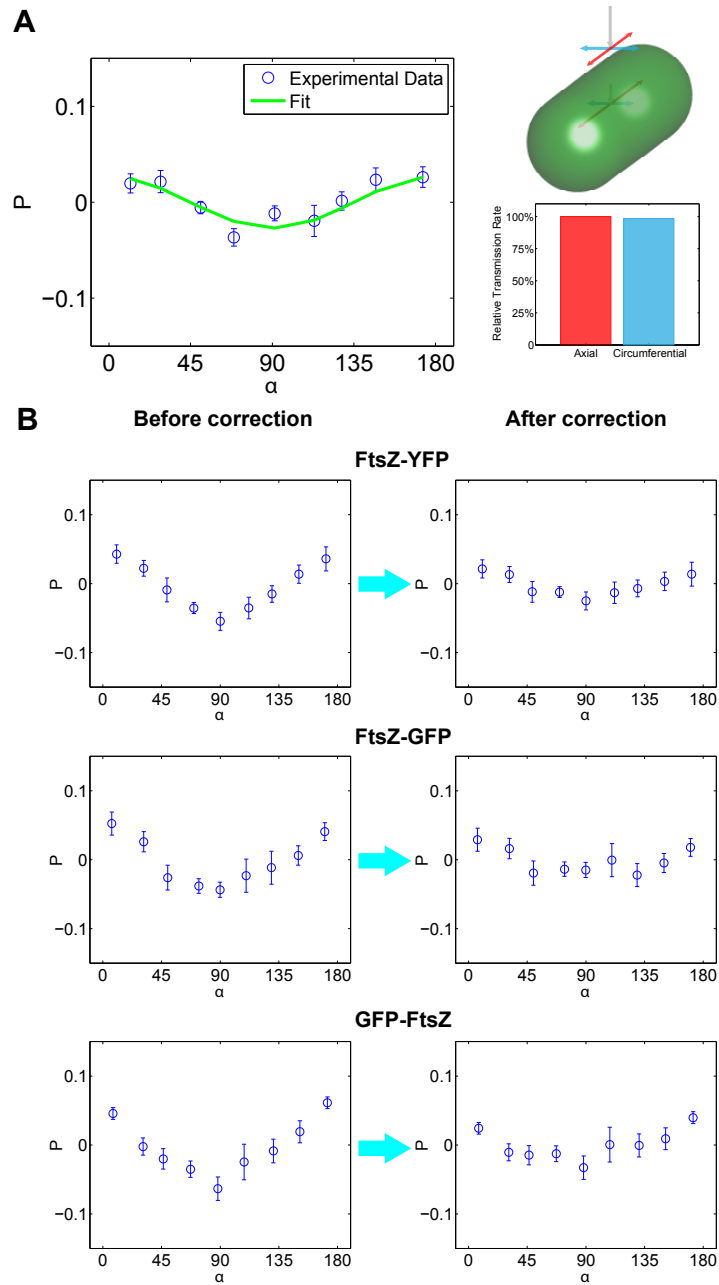 A
Experimental Data
Fit
0.1
0
−0.1
P
0 45 90 135 180
α
100%
75%
50%
25%
0
Relative Transmission Rate
Axial Circumferential
B
Before correction After correction
FtsZ-YFP
0.1
0
−0.1
P
0 45 90 135 180
α
0.1
0
−0.1
P
0 45 90 135 180
α
FtsZ-GFP
0.1
0
−0.1
P
0 45 90 135 180
α
0.1
0
−0.1
P
0 45 90 135 180
α
GFP-FtsZ
0.1
0
−0.1
P
0 45 90 135 180
α
0.1
0
−0.1
P
0 45 90 135 180
α